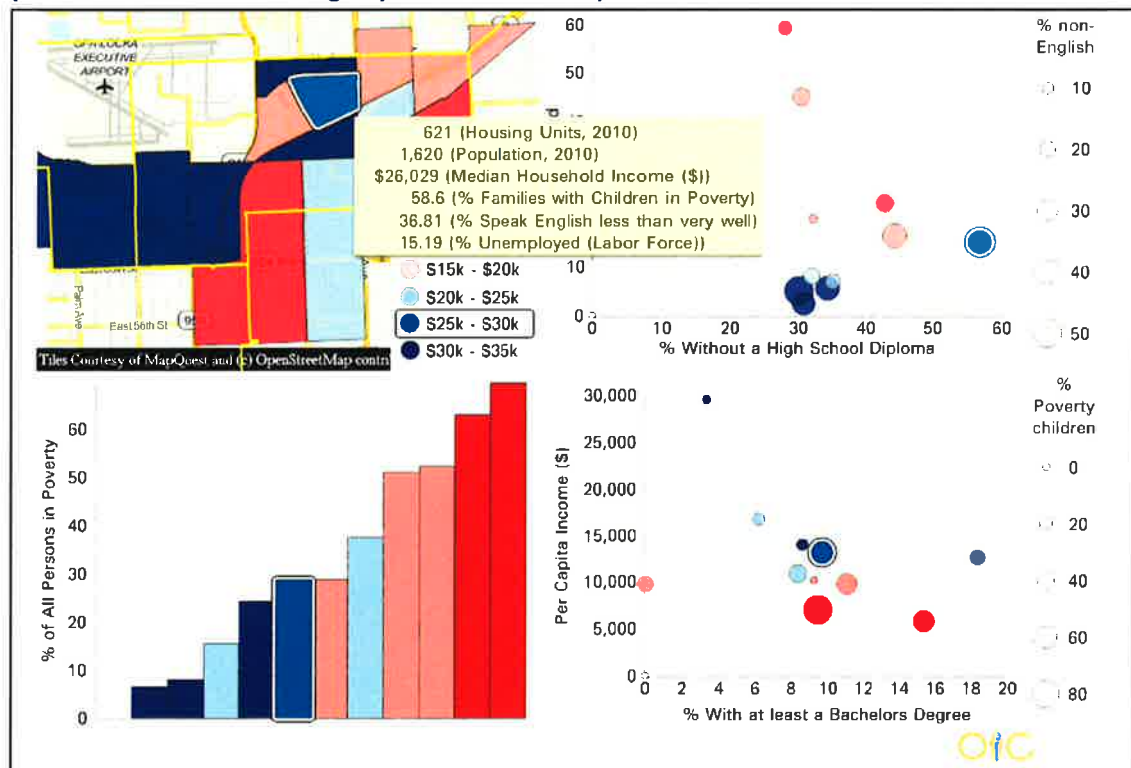 EXECUTIVE
AIRPORT
Palm Ave
East 56th St
Tiles Courtesy of MapQuest and (c) OpenStreetMap contri
621 (Housing Units, 2010)
1,620 (Population, 2010)
$26,029 (Median Household Income ($))
58.6 (% Families with Children in Poverty)
36.81 (% Speak English less than very well)
15.19 (% Unemployed (Labor Force))
$15k - $20k
$20k - $25k
$25k - $30k
$30k - $35k
60
50
10
0
0
10
20
30
40
50
60
% Without a High School Diploma
% non-
English
10
20
30
40
50
% of All Persons in Poverty
60
50
40
30
20
10
0
Per Capita Income ($)
30,000
25,000
20,000
15,000
10,000
5,000
0
0
2
4
6
8
10
12
14
16
18
20
% With at least a Bachelors Degree
%
Poverty
children
0
20
40
60
80
OIC